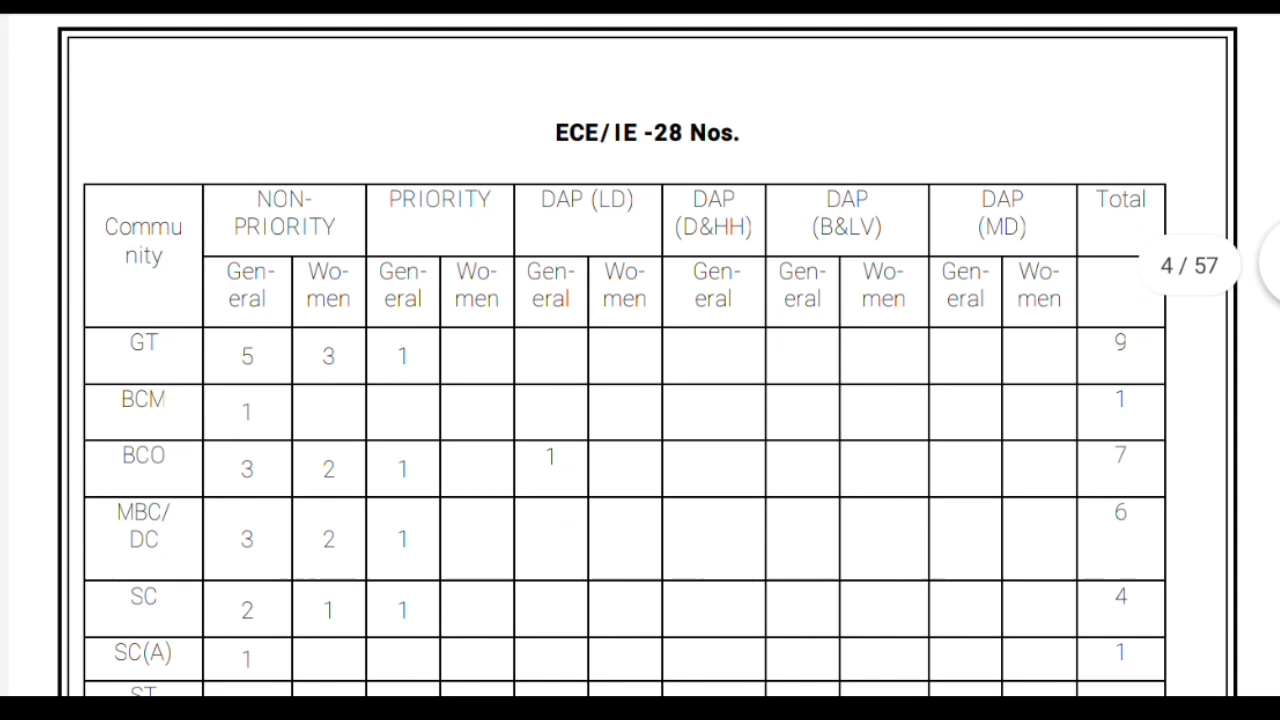 ECE/IE -28 Nos.
Commu
nity
NON-
PRIORITY
PRIORITY
DAP (LD)
DAP
(D&HH)
DAP
(B&LV)
DAP
(MD)
Total
Gen-
eral
Wo-
men
Gen-
eral
Wo-
men
Gen-
eral
Wo-
men
Gen-
eral
Gen-
eral
Wo-
men
Gen-
eral
Wo-
men
4 / 57
GT 5 3 1 9
BCM 1 1
BCO 3 2 1 1 7
MBC/
DC 3 2 1 6
SC 2 1 1 4
SC(A) 1 1
ST